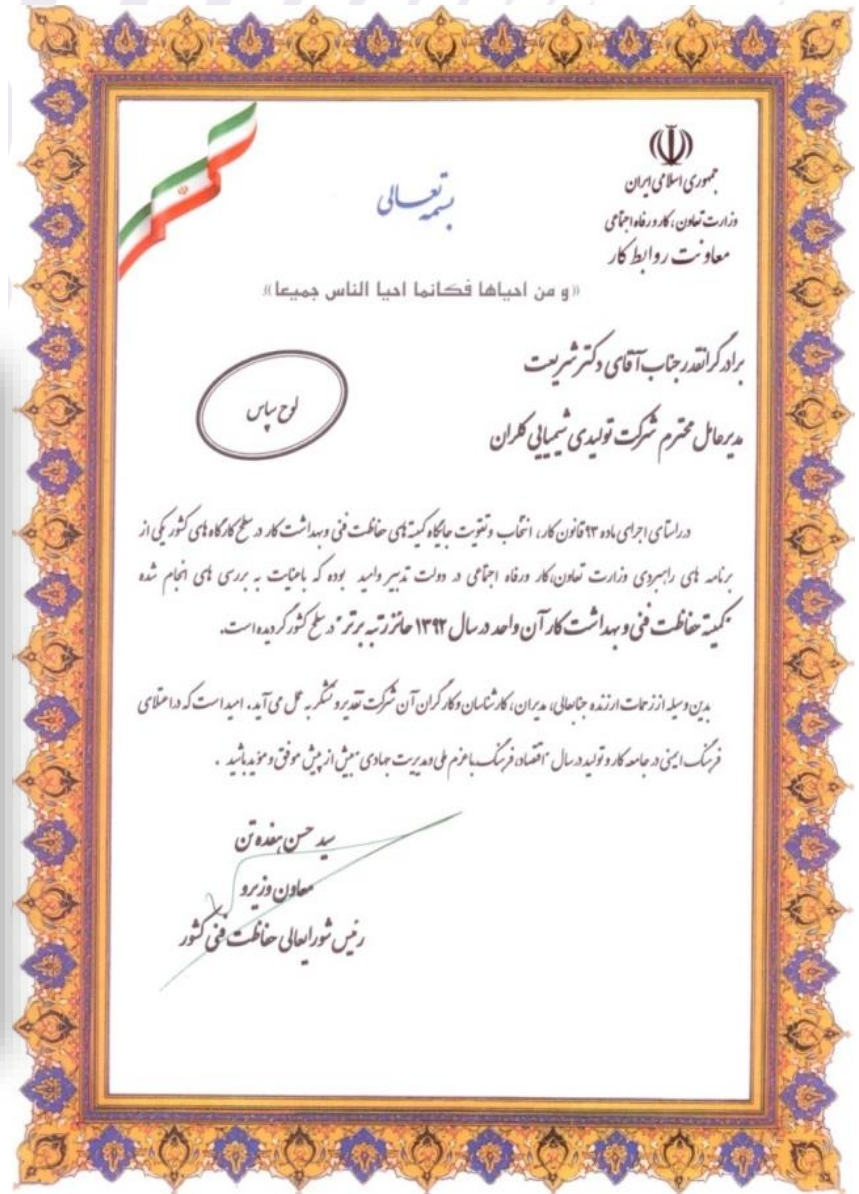 جمهوری اسلامی ایران
وزارت تعاون، کار و رفاه اجتماعی
معاونت روابط کار
بسمه تعالی
«و من احیاها فکانما احیا الناس جمیعا»
برادر گرانقدر جناب آقای دکتر شریعت
لوح سپاس
مدیرعامل محترم شرکت تولیدی شیمیایی کلران
در راستای اجرای ماده ۹۳ قانون کار، انتخاب و تقویت جایگاه کمیته های حفاظت فنی و بهداشت کار در سطح کارگاه های کشور یکی از
برنامه های راهبردی وزارت تعاون، کار و رفاه اجتماعی در دولت تدبیر و امید بوده که باعنایت به بررسی های انجام شده
کمیته حفاظت فنی و بهداشت کار آن واحد در سال ۱۳۹۲ حائز رتبه برتر در سطح کشور گردیده است.
بدین وسیله از زحمات ارزنده جنابعالی، مدیران، کارشناسان و کارگران آن شرکت تقدیر و تشکر به عمل می آید. امید است که در اعتلای
فرهنگ ایمنی در جامعه کار و تولید در سال "اقتصاد، فرهنگ با عزم ملی و مدیریت جهادی" بیش از پیش موفق و مؤید باشید .
سید حسن هفده تن
معاون وزیر و
رئیس شورایعالی حفاظت فنی کشور